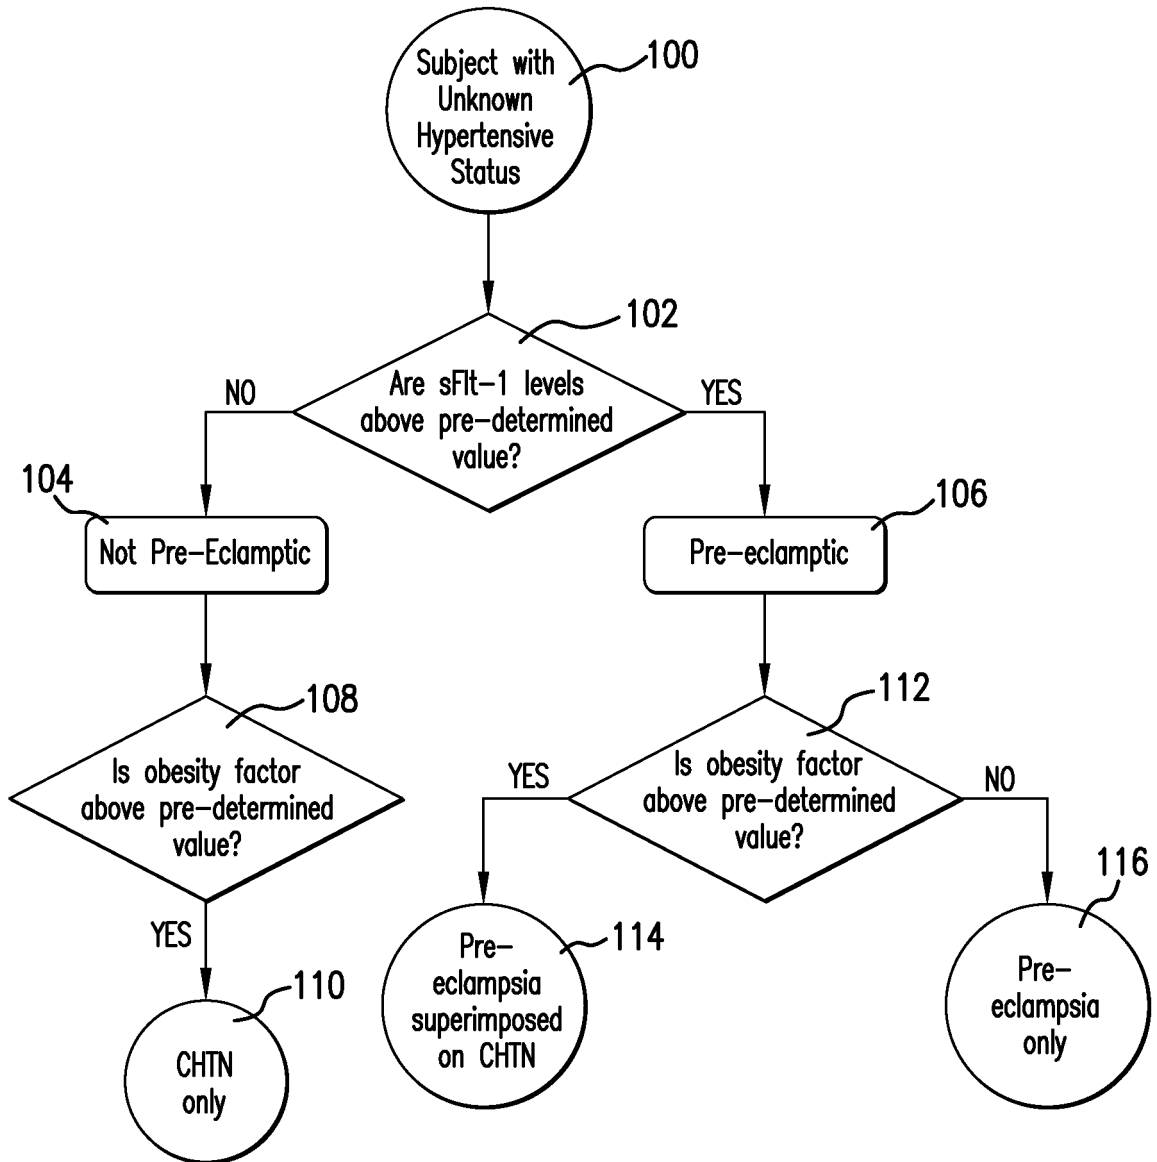 Subject with
Unknown
Hypertensive
Status
100
102
Are sFlt-1 levels
above pre-determined
value?
NO
YES
104
106
Not Pre-Eclamptic
Pre-eclamptic
108
112
Is obesity factor
above pre-determined
value?
Is obesity factor
above pre-determined
value?
YES
NO
YES
116
114
110
Pre-
eclampsia
superimposed
on CHTN
Pre-
eclampsia
only
CHTN
only